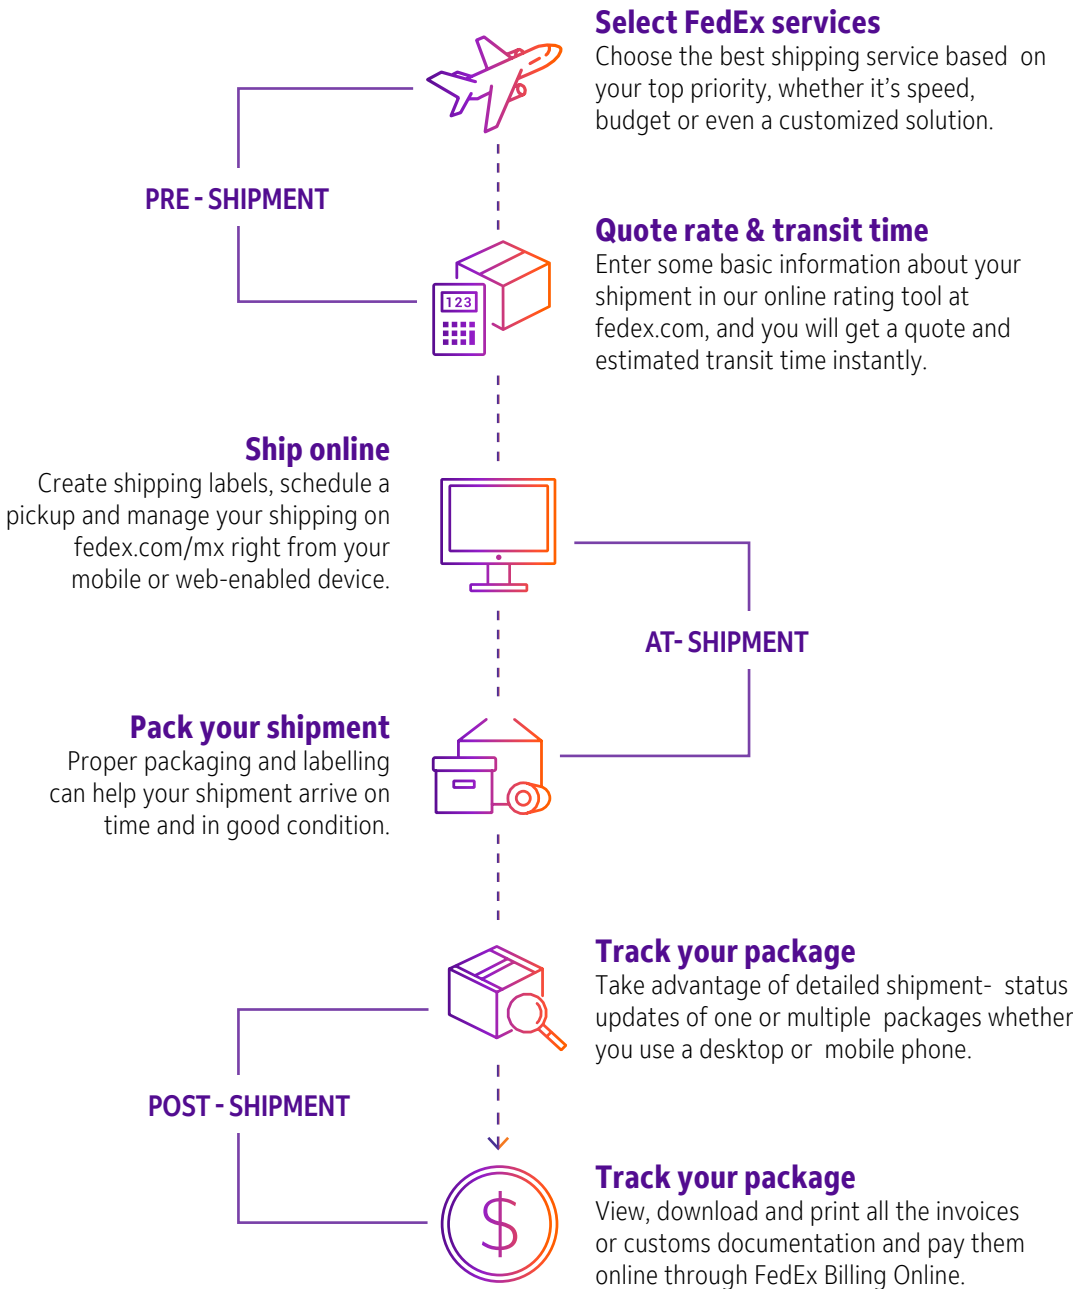 Select FedEx services
Choose the best shipping service based on
your top priority, whether it's speed,
budget or even a customized solution.
PRE - SHIPMENT
Quote rate & transit time
Enter some basic information about your
shipment in our online rating tool at
fedex.com, and you will get a quote and
estimated transit time instantly.
123
Ship online
Create shipping labels, schedule a
pickup and manage your shipping on
fedex.com/mx right from your
mobile or web-enabled device.
AT- SHIPMENT
Pack your shipment
Proper packaging and labelling
can help your shipment arrive on
time and in good condition.
Track your package
Take advantage of detailed shipment- status
updates of one or multiple packages whether
you use a desktop or mobile phone.
POST - SHIPMENT
Track your package
View, download and print all the invoices
or customs documentation and pay them
online through FedEx Billing Online.
$